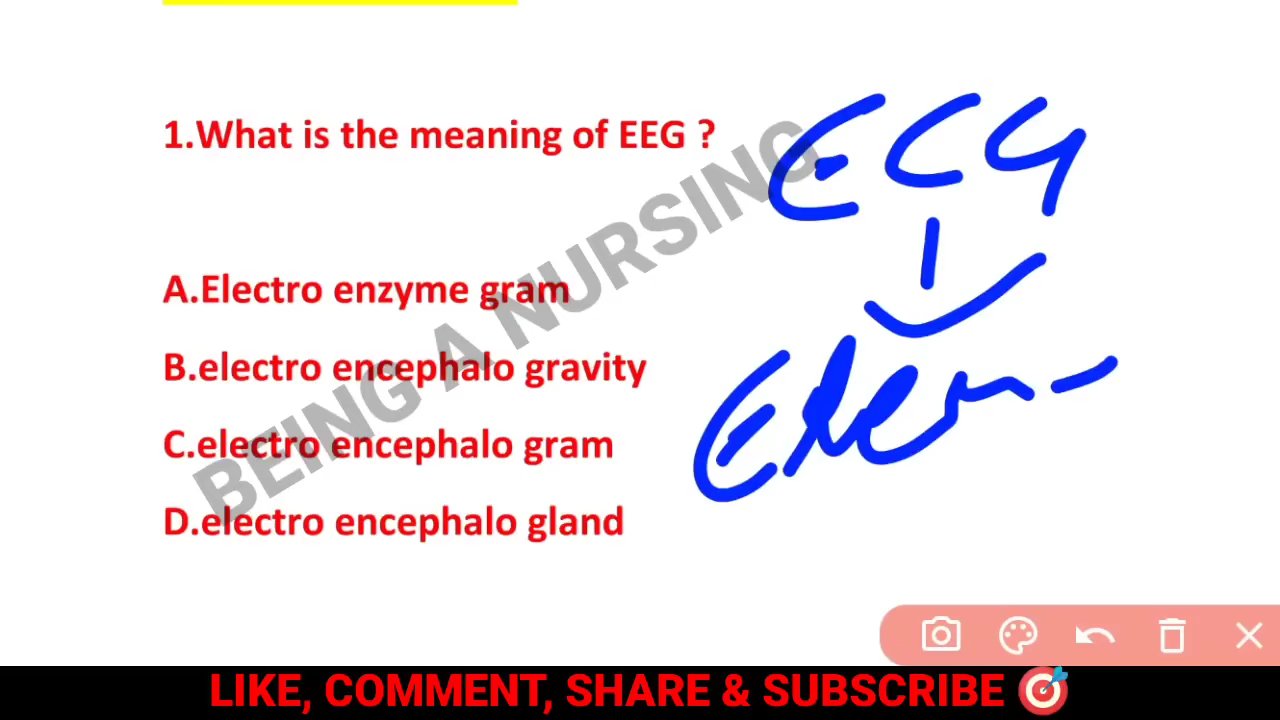 1.What is the meaning of EEG ?
ECG
A.Electro enzyme gram
B.electro encephalo gravity
C.electro encephalo gram
D.electro encephalo gland
BEING A NURSING
LIKE, COMMENT, SHARE & SUBSCRIBE